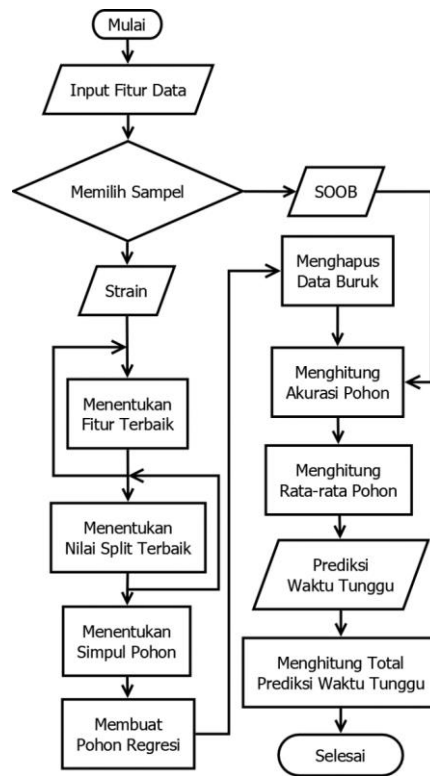 Mulai
Input Fitur Data
Memilih Sampel
SOOB
Strain
Menentukan
Fitur Terbaik
Menentukan
Nilai Split Terbaik
Menentukan
Simpul Pohon
Membuat
Pohon Regresi
Menghapus
Data Buruk
Menghitung
Akurasi Pohon
Menghitung
Rata-rata Pohon
Prediksi
Waktu Tunggu
Menghitung Total
Prediksi Waktu Tunggu
Selesai